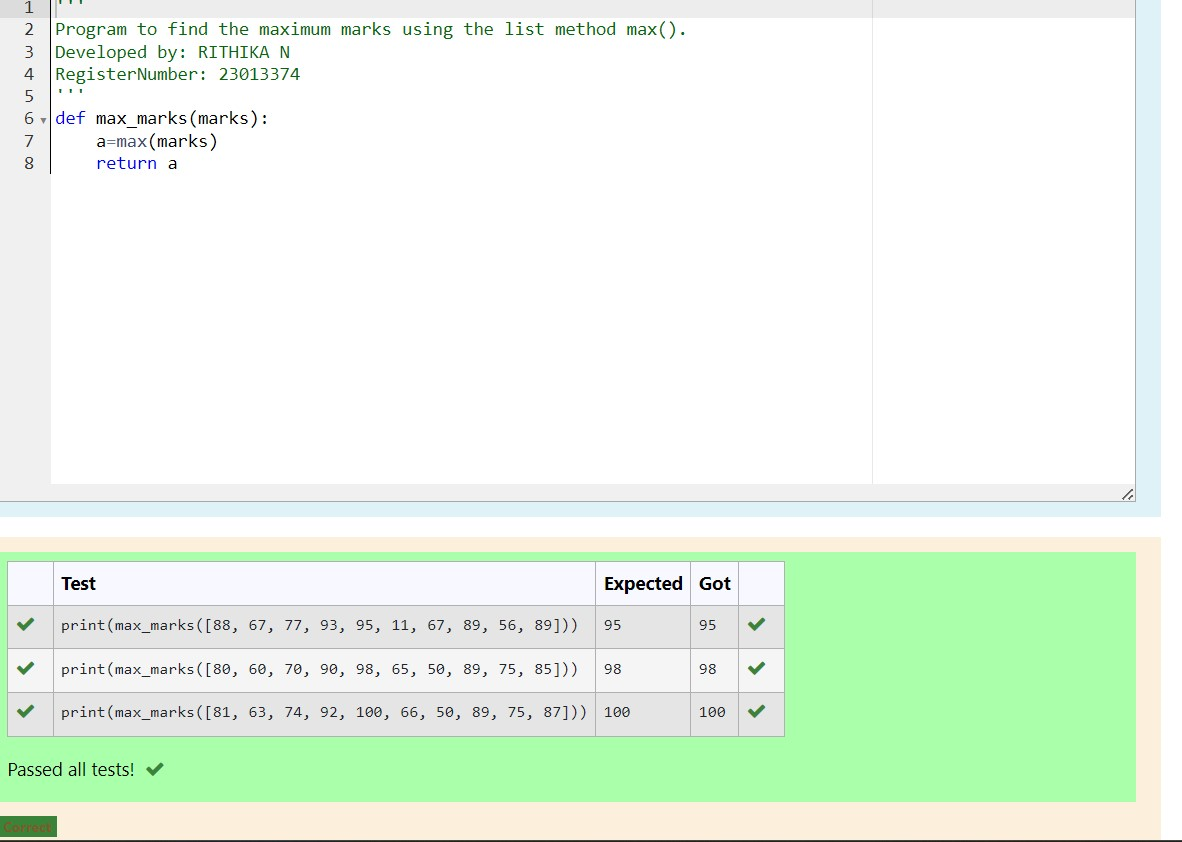 1 '''
2 Program to find the maximum marks using the list method max().
3 Developed by: RITHIKA N
4 RegisterNumber: 23013374
5 '''
6 def max_marks(marks):
7     a=max(marks)
8     return a
Test Expected Got
print(max_marks([88, 67, 77, 93, 95, 11, 67, 89, 56, 89])) 95 95
print(max_marks([80, 60, 70, 90, 98, 65, 50, 89, 75, 85])) 98 98
print(max_marks([81, 63, 74, 92, 100, 66, 50, 89, 75, 87])) 100 100
Passed all tests!
Correct